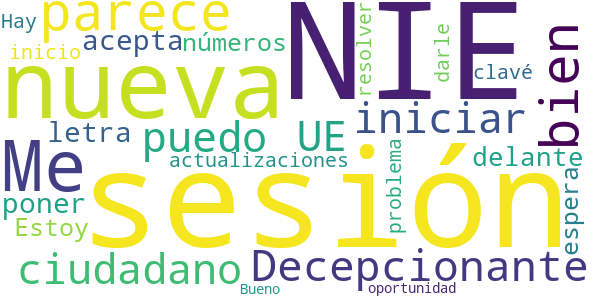 parece
NIE
Hay
acepta
números
resolver
darle
bien
inicio
nueva
clavé
letra
puedo
UE
iniciar
Me
actualizaciones
delante
sesión
problema
espera
poner
Estoy
ciudadano
Decepcionante
Bueno
oportunidad